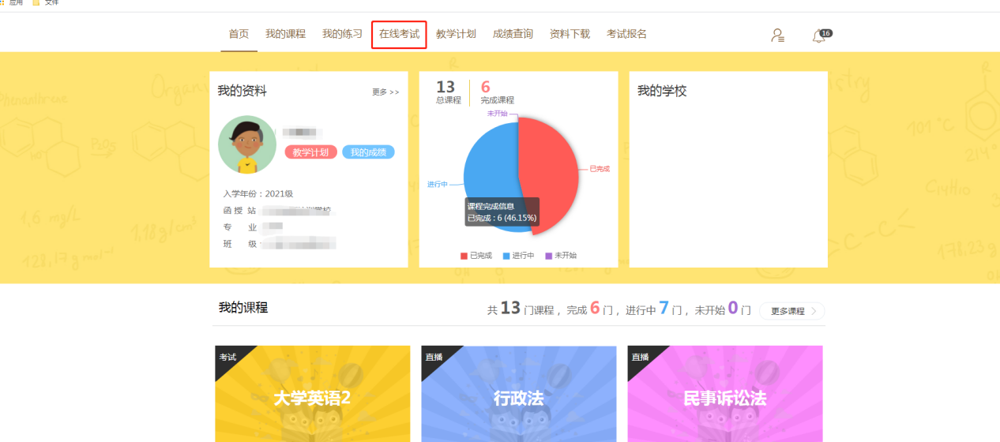 应用 文件
首页 我的课程 我的练习 在线考试 教学计划 成绩查询 资料下载 考试报名 16
我的资料 更多 >>
教学计划 我的成绩
入学年份：2021级
函 授 站：
专 业
班 级
13 6
总课程 完成课程
未开始
已完成
进行中
课程完成信息
已完成 : 6 (46.15%)
已完成 进行中 未开始
我的学校
我的课程 共 13 门课程， 完成 6 门， 进行中 7 门， 未开始 0 门 更多课程
考试
大学英语2
直播
行政法
直播
民事诉讼法